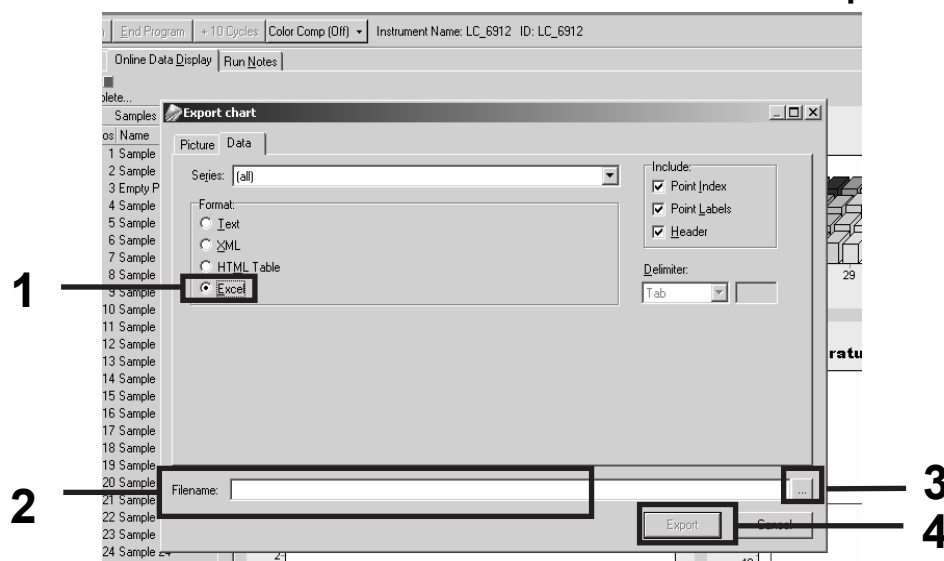 End Program + 10 Cycles Color Comp (Off) Instrument Name: LC_6912 ID: LC_6912
Online Data Display Run Notes
plete...
Samples
os Name
1 Sample
2 Sample
3 Empty P
4 Sample
5 Sample
6 Sample
7 Sample
8 Sample
9 Sample
10 Sample
11 Sample
12 Sample
13 Sample
14 Sample
15 Sample
16 Sample
17 Sample
18 Sample
19 Sample
20 Sample
21 Sample
22 Sample
23 Sample
24 Sample 24
Export chart
Picture Data
Series: (all)
Format:
Text
XML
HTML Table
Excel
Include:
Point Index
Point Labels
Header
Delimiter:
Tab
Filename:
...
Export Cancel
29
ratu
2
1
2
3
4